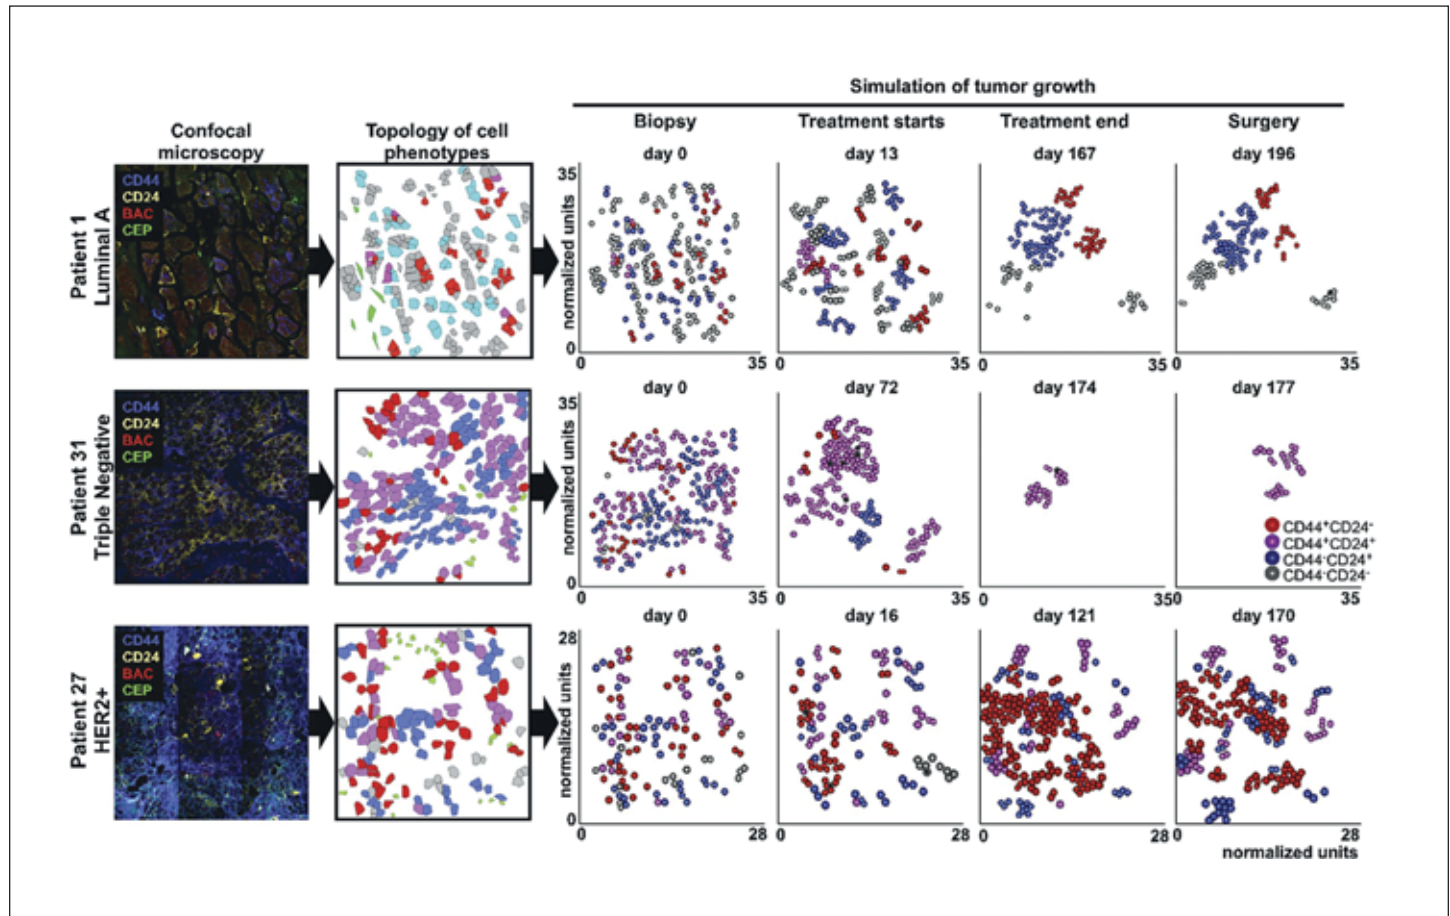 Simulation of tumor growth
Confocal
microscopy
Topology of cell
phenotypes
Biopsy
Treatment starts
Treatment end
Surgery
Patient 1
Luminal A
CD44
CD24
BAC
CEP
normalized units
day 0
35
0
0
35
day 13
0
35
day 167
0
35
day 196
0
35
Patient 31
Triple Negative
CD44
CD24
BAC
CEP
normalized units
day 0
35
0
0
35
day 72
0
35
day 174
0
35
day 177
CD44⁺CD24⁻
CD44⁺CD24⁺
CD44⁻CD24⁺
CD44⁻CD24⁻
0
35
Patient 27
HER2+
CD44
CD24
BAC
CEP
normalized units
day 0
28
0
0
28
day 16
0
28
day 121
0
28
day 170
0
28
normalized units